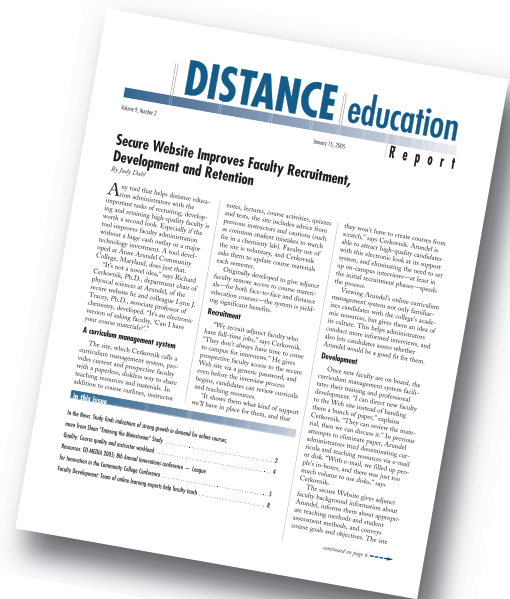 DISTANCE education
Report
Volume 9, Number 2
January 15, 2005
Secure Website Improves Faculty Recruitment,
Development and Retention
By Jody Dahl
Any tool that helps distance educa-
tion administrators with the
important tasks of recruiting, develop-
ing and retaining high-quality faculty is
worth a second look. Especially if the
tool improves faculty administration
without a huge cash outlay or a major
technology investment. A tool devel-
oped at Anne Arundel Community
College, Maryland, does just that.
"It's not a novel idea," says Richard
Cerkovnik, Ph.D., department chair of
physical sciences at Arundel, of the
secure website he and colleague Lynn J.
Tracey, Ph.D., associate professor of
chemistry, developed. "It's an electronic
version of asking faculty, 'Can I have
your course materials?'"
A curriculum management system
The site, which Cerkovnik calls a
curriculum management system, pro-
vides current and prospective faculty
with a paperless, diskless way to share
teaching resources and materials. In
addition to course outlines, instructor
notes, lectures, course activities, quizzes
and tests, the site includes advice from
previous instructors and cautions (such
as common student mistakes to watch
for in a chemistry lab). Faculty use of
the site is voluntary, and Cerkovnik
asks them to update course materials
each semester.
Originally developed to give adjunct
faculty remote access to course materi-
als—for both face-to-face and distance
education courses—the system is yield-
ing significant benefits.
Recruitment
"We recruit adjunct faculty who
have full-time jobs," says Cerkovnik.
"They don't always have time to come
to campus for interviews." He gives
prospective faculty access to the secure
Web site via a generic password, and
even before the interview process
begins, candidates can review curricula
and teaching resources.
"It shows them what kind of support
we'll have in place for them, and that
they won't have to create courses from
scratch," says Cerkovnik. Arundel is
able to attract high-quality candidates
with this electronic look at its support
system, and eliminating the need to set
up on-campus interviews—at least in
the initial recruitment phases—speeds
the process.
Viewing Arundel's online curriculum
management system not only familiar-
izes candidates with the college's acade-
mic resources, but gives them an idea of
its culture. This helps administrators
conduct more informed interviews, and
also lets candidates assess whether
Arundel would be a good fit for them.
Development
Once new faculty are on board, the
curriculum management system facili-
tates their training and professional
development. "I can direct new faculty
to the Web site instead of handing
them a bunch of paper," explains
Cerkovnik. "They can review the mate-
rial, then we can discuss it." In previous
attempts to eliminate paper, Arundel
administrators tried disseminating cur-
ricula and teaching resources via e-mail
or disk. "With e-mail, we filled up peo-
ple's in-boxes, and there was just too
much volume to use disks," says
Cerkovnik.
The secure Website gives adjunct
faculty background information about
Arundel, informs them about appropri-
ate teaching methods and student
assessment methods, and conveys
course goals and objectives. The site
continued on page 6
In this issue
In the News: Study finds indicators of strong growth in demand for online courses;
more from Sloan "Entering the Mainstream" Study 3
Quality: Course quality and instructor workload 4
Resources: ED-MEDIA 2005; 8th Annual Innovations conference — League
for Innovation in the Community College Conference 5
Faculty Development: Team of online learning experts help faculty teach 8